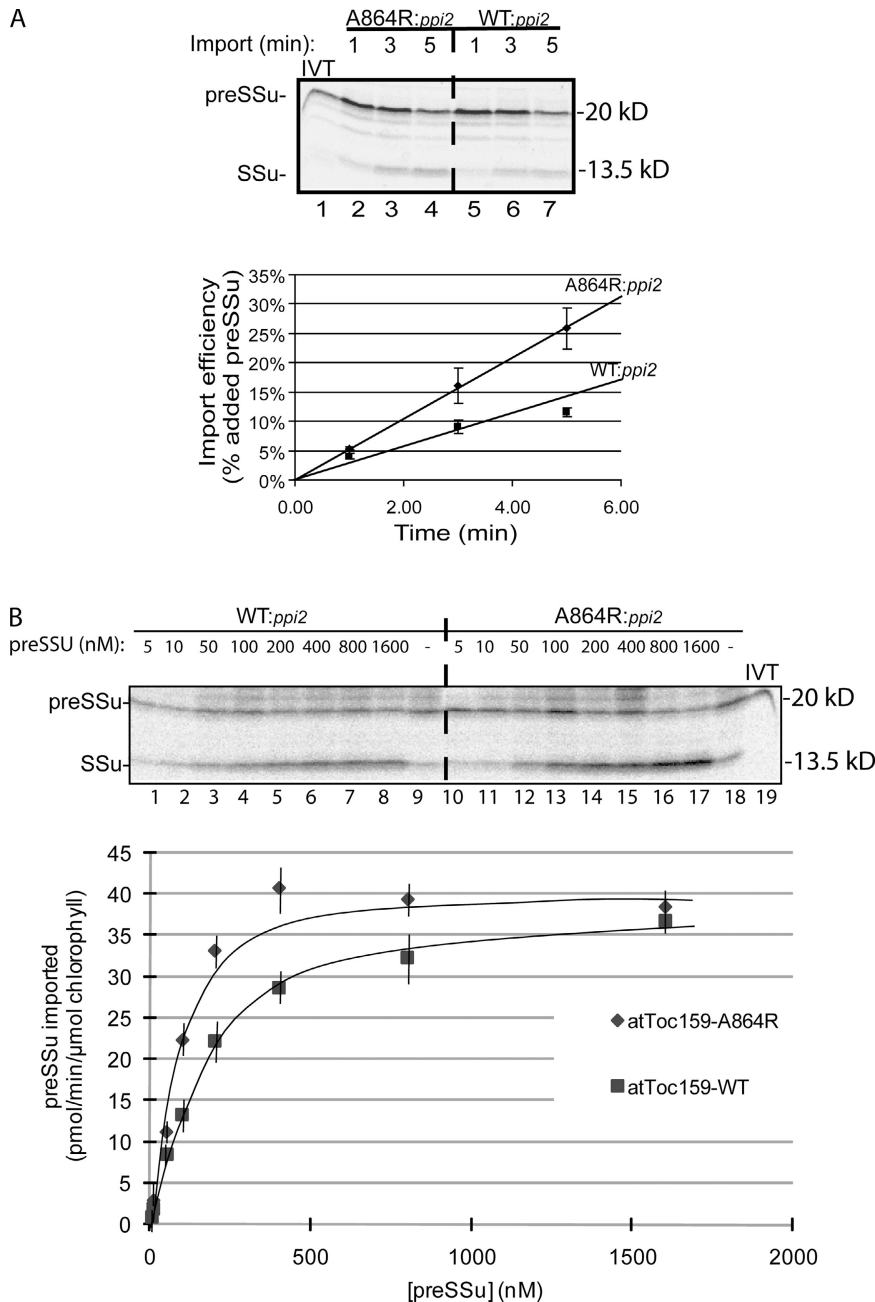 A
A864R:ppi2 WT:ppi2
Import (min): 1 3 5 1 3 5
IVT
preSSu- -20 kD
SSu- -13.5 kD
1 2 3 4 5 6 7
35%
30%
25%
20%
15%
10%
5%
0%
Import efficiency
(% added preSSu)
A864R:ppi2
WT:ppi2
0.00 2.00 4.00 6.00
Time (min)
B
WT:ppi2 A864R:ppi2
preSSU (nM): 5 10 50 100 200 400 800 1600 - 5 10 50 100 200 400 800 1600 -
IVT
preSSu- -20 kD
SSu- -13.5 kD
1 2 3 4 5 6 7 8 9 10 11 12 13 14 15 16 17 18 19
45
40
35
30
25
20
15
10
5
0
preSSu imported
(pmol/min/µmol chlorophyll)
atToc159-A864R
atToc159-WT
0 500 1000 1500 2000
[preSSu] (nM)